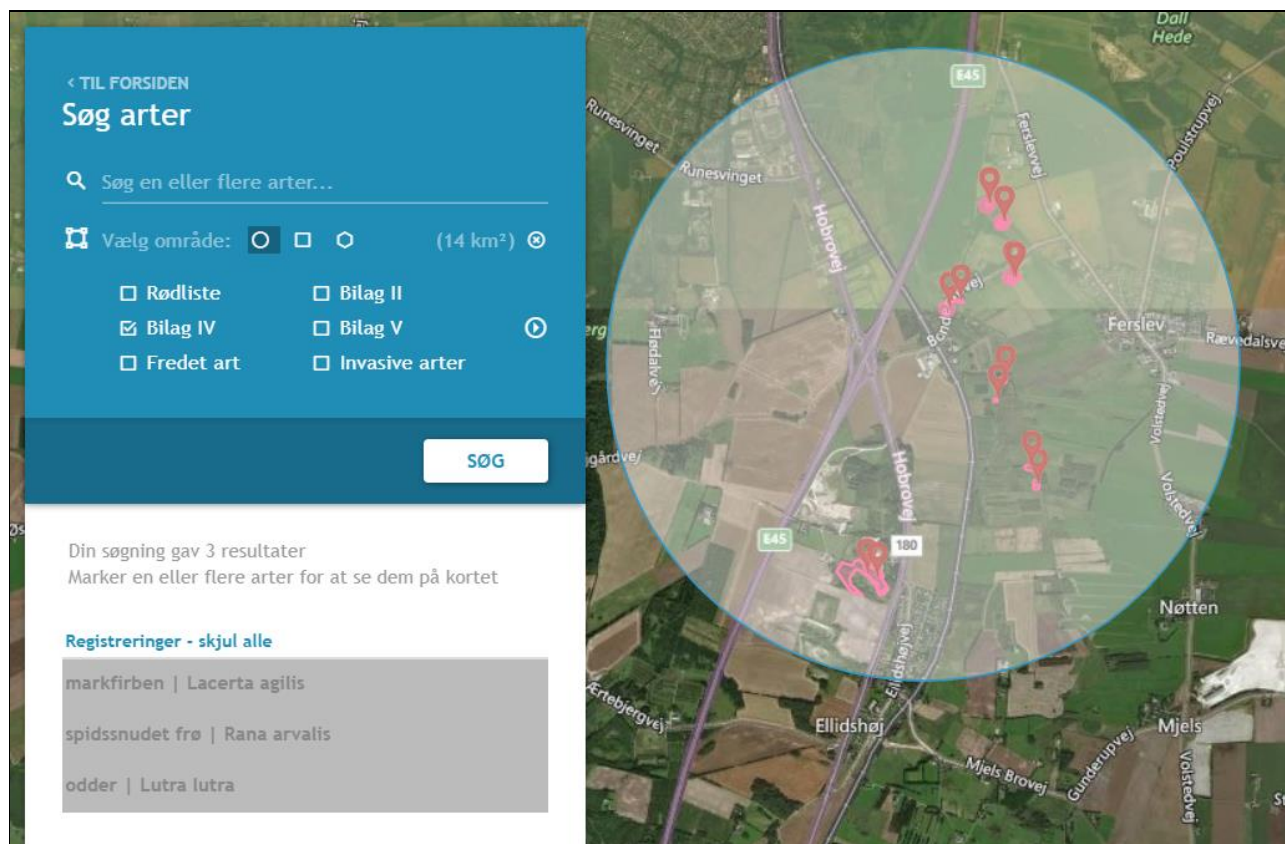 < TIL FORSIDEN
Søg arter
Søg en eller flere arter...
Vælg område: (14 km²)
Rødliste Bilag II
Bilag IV Bilag V
Fredet art Invasive arter
SØG
Din søgning gav 3 resultater
Marker en eller flere arter for at se dem på kortet
Registreringer - skjul alle
markfirben | Lacerta agilis
spidssnudet frø | Rana arvalis
odder | Lutra lutra
Dall
Hede
E45
Runesvinget
Runesvinget
Ferslevvej
Poulstrupvej
Hobrovej
Ferslev
Rævedalsve
erg
Volstedvej
jgårdvej
Hobrovej
Volstedvej
E45
180
Nøtten
Ellidshøjvej
Ærtebjergvej
Ellidshøj
Mjels
Mjels Brovej
Gunderupvej
Volstedvej